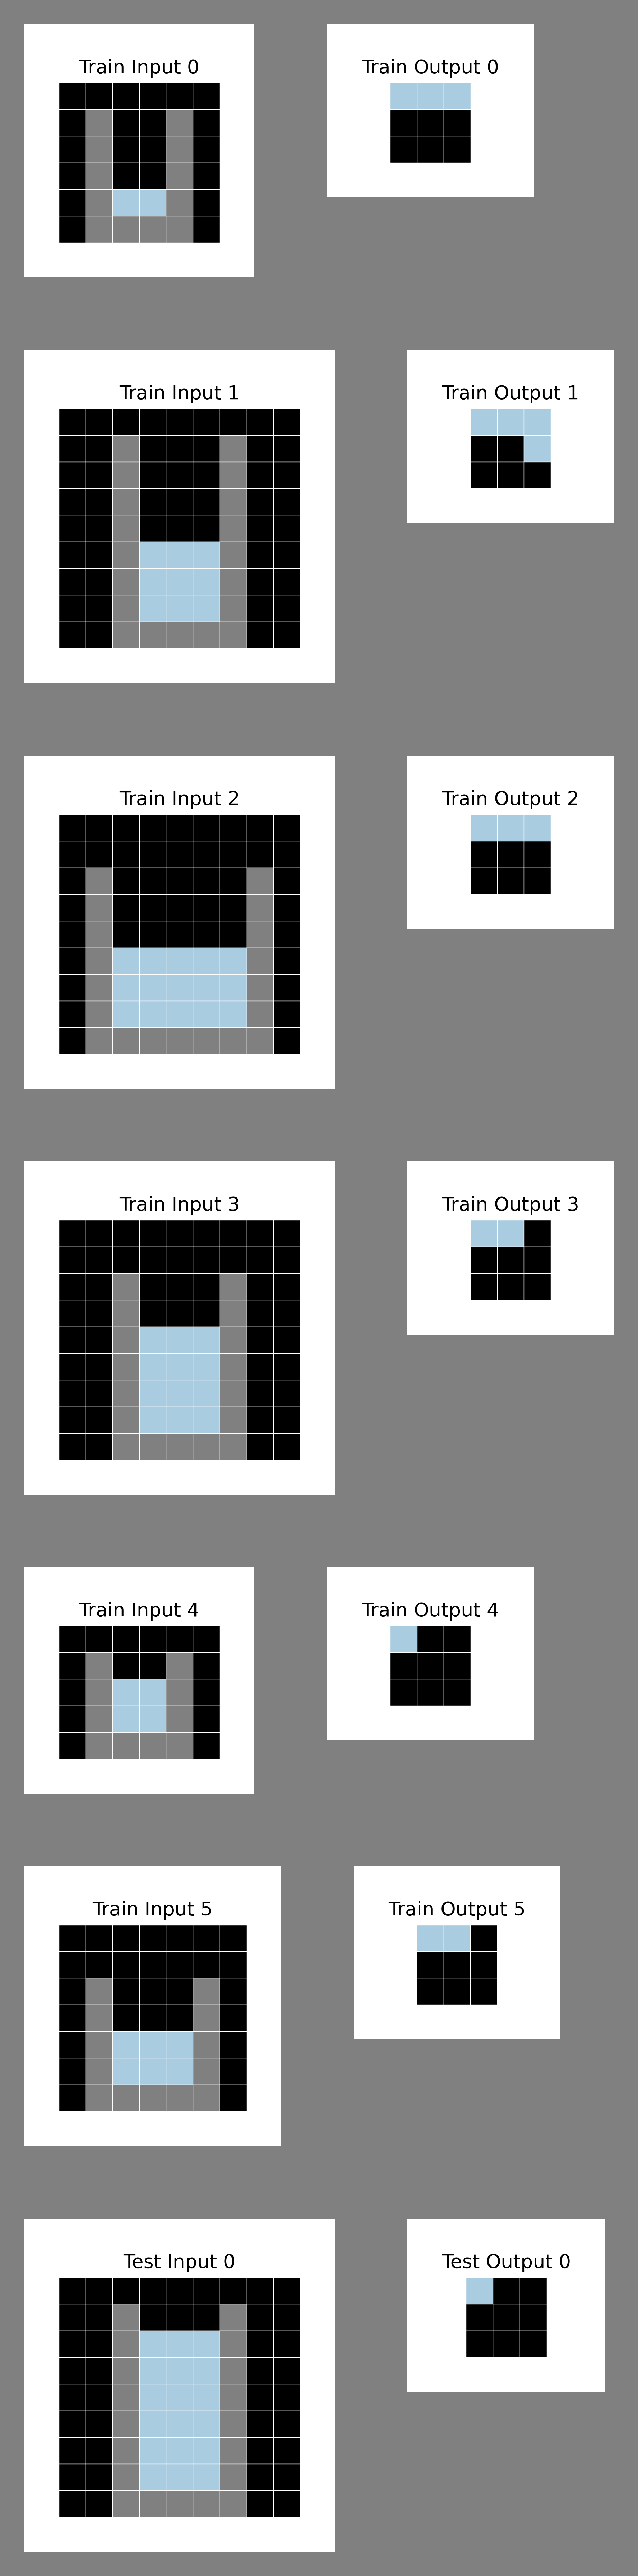 Train Input 0
Train Output 0
Train Input 1
Train Output 1
Train Input 2
Train Output 2
Train Input 3
Train Output 3
Train Input 4
Train Output 4
Train Input 5
Train Output 5
Test Input 0
Test Output 0